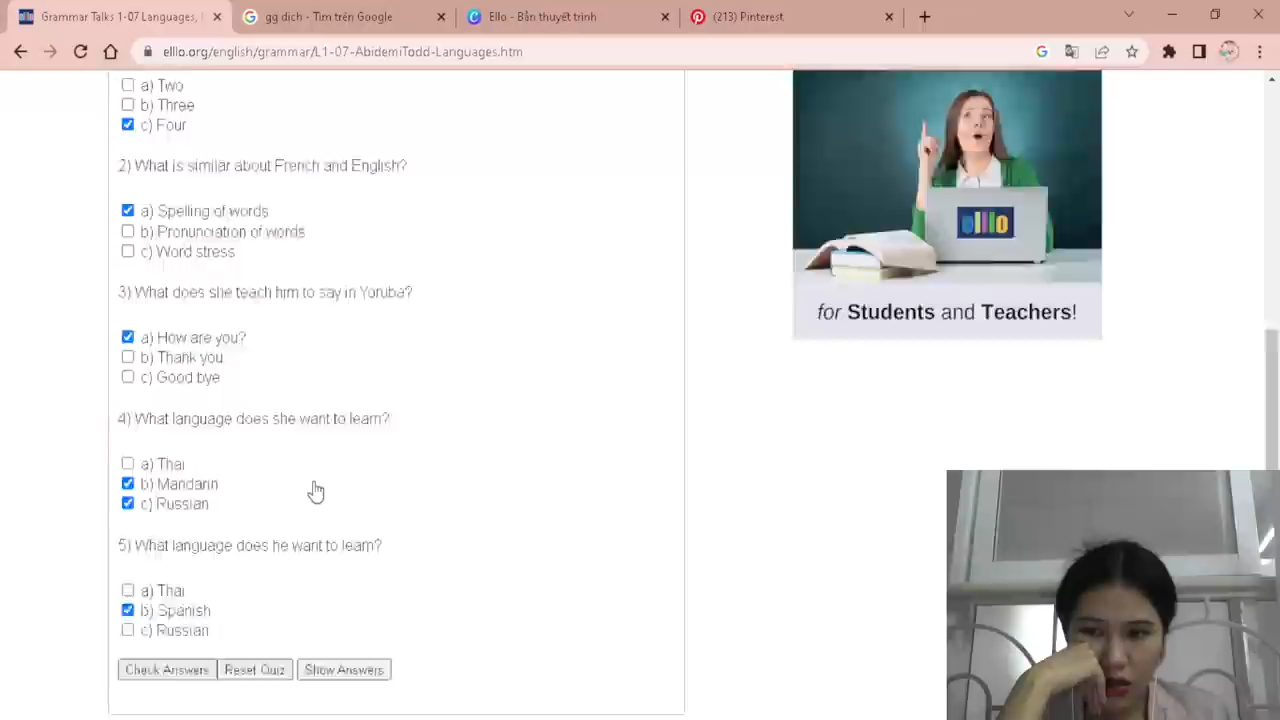 Grammar Talks 1-07 Languages,
gg dich - Tìm trên Google
Ello - Bản thuyết trình
(213) Pinterest
elllo.org/english/grammar/L1-07-AbidemiTodd-Languages.htm
a) Two
b) Three
c) Four
2) What is similar about French and English?
a) Spelling of words
b) Pronunciation of words
c) Word stress
3) What does she teach him to say in Yoruba?
a) How are you?
b) Thank you
c) Good bye
4) What language does she want to learn?
a) Thai
b) Mandarin
c) Russian
5) What language does he want to learn?
a) Thai
b) Spanish
c) Russian
Check Answers Reset Quiz Show Answers
elllo
for Students and Teachers!